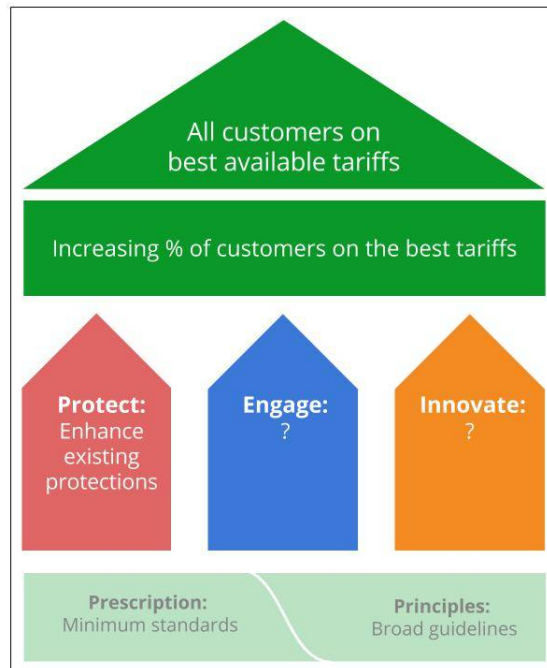 All customers on
best available tariffs
Increasing % of customers on the best tariffs
Protect:
Enhance
existing
protections
Engage:
?
Innovate:
?
Prescription:
Minimum standards
Principles:
Broad guidelines